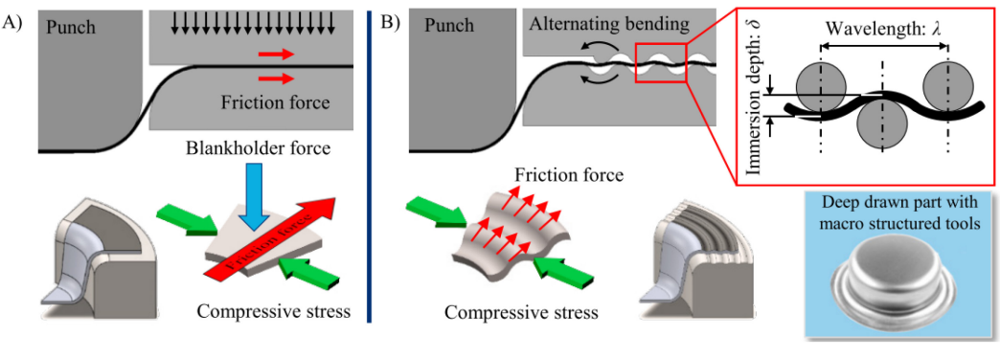 A)
Punch
Friction force
Blankholder force
Friction force
Compressive stress
B)
Punch
Alternating bending
Wavelength: λ
Immersion depth: δ
Friction force
Compressive stress
Deep drawn part with
macro structured tools